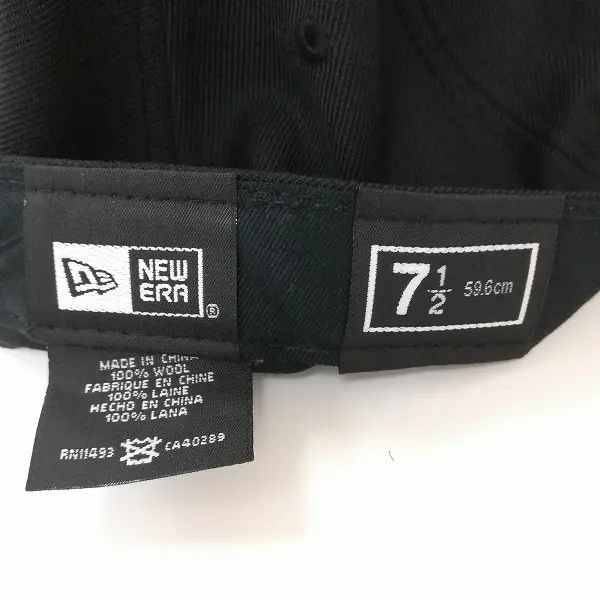 NEW
ERA
®
7 1/2 59.6cm
MADE IN CHINA
100% WOOL
FABRIQUE EN CHINE
100% LAINE
HECHO EN CHINA
100% LANA
RN11493 CA40289